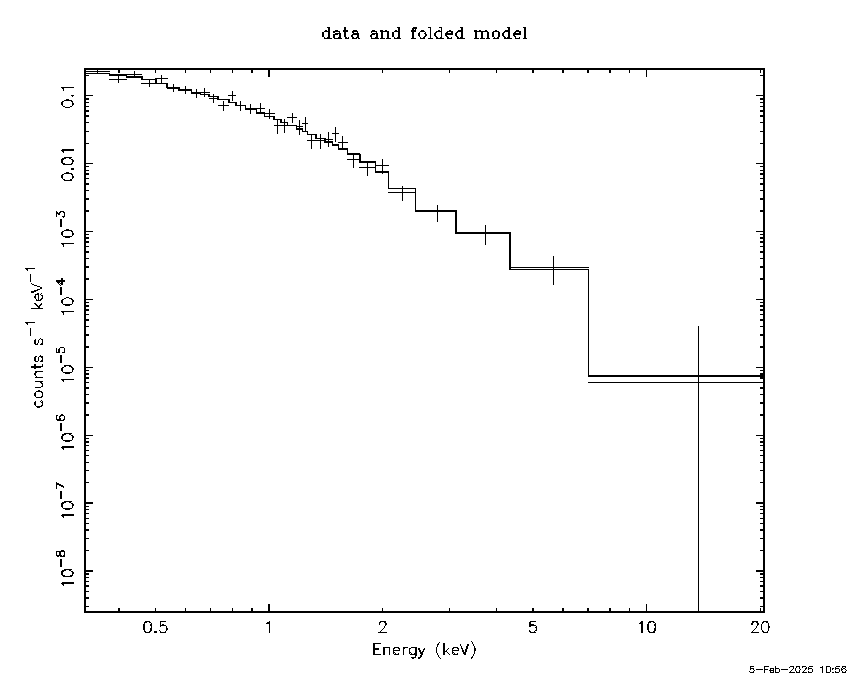 data and folded model
counts s⁻¹ keV⁻¹
0.1
0.01
10⁻³
10⁻⁴
10⁻⁵
10⁻⁶
10⁻⁷
10⁻⁸
0.5 1 2 5 10 20
Energy (keV)
5-Feb-2025 10:56